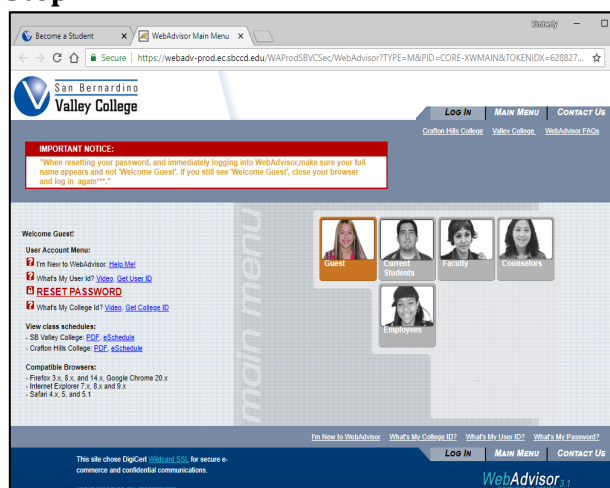 Become a Student
WebAdvisor Main Menu
Kimberly
Secure
https://webadv-prod.ec.sbccd.edu/WAProdSBVCSec/WebAdvisor?TYPE=M&PID=CORE-XWMAIN&TOKENIDX=628827...
San Bernardino
Valley College
LOG IN MAIN MENU CONTACT US
Crafton Hills College Valley College WebAdvisor FAQs
IMPORTANT NOTICE:
"When resetting your password, and immediately logging into WebAdvisor,make sure your full
name appears and not 'Welcome Guest'. If you still see 'Welcome Guest', close your browser
and log in again***."
Welcome Guest!
User Account Menu:
I'm New to WebAdvisor: Help Me!
What's My User Id? Video, Get User ID
RESET PASSWORD
What's My College Id? Video, Get College ID
View class schedules:
- SB Valley College: PDF, eSchedule
- Crafton Hills College: PDF, eSchedule
Compatible Browsers:
- Firefox 3.x, 8.x, and 14.x, Google Chrome 20.x
- Internet Explorer 7.x, 8.x and 9.x
- Safari 4.x, 5, and 5.1
main menu
Guest
Current
Students
Faculty
Counselors
Employees
I'm New to WebAdvisor What's My College ID? What's My User ID? What's My Password?
LOG IN MAIN MENU CONTACT US
This site chose DigiCert Wildcard SSL for secure e-
commerce and confidential communications.
WebAdvisor 3.1